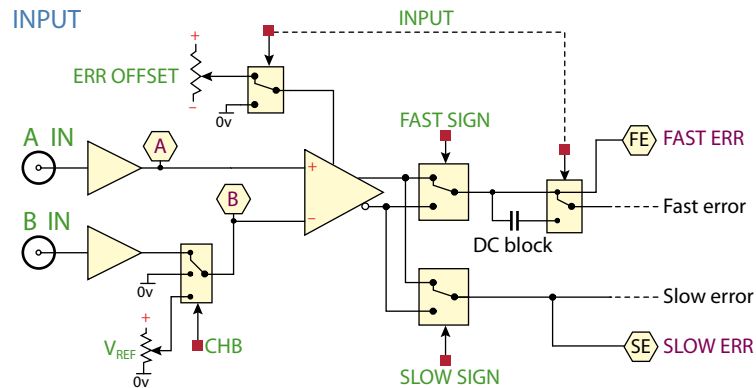 INPUT
INPUT
+
ERR OFFSET
−
0v
FAST SIGN
A IN
A
+
FE
FAST ERR
B
−
Fast error
B IN
DC block
0v
Slow error
+
VREF
CHB
0v
SE
SLOW ERR
SLOW SIGN